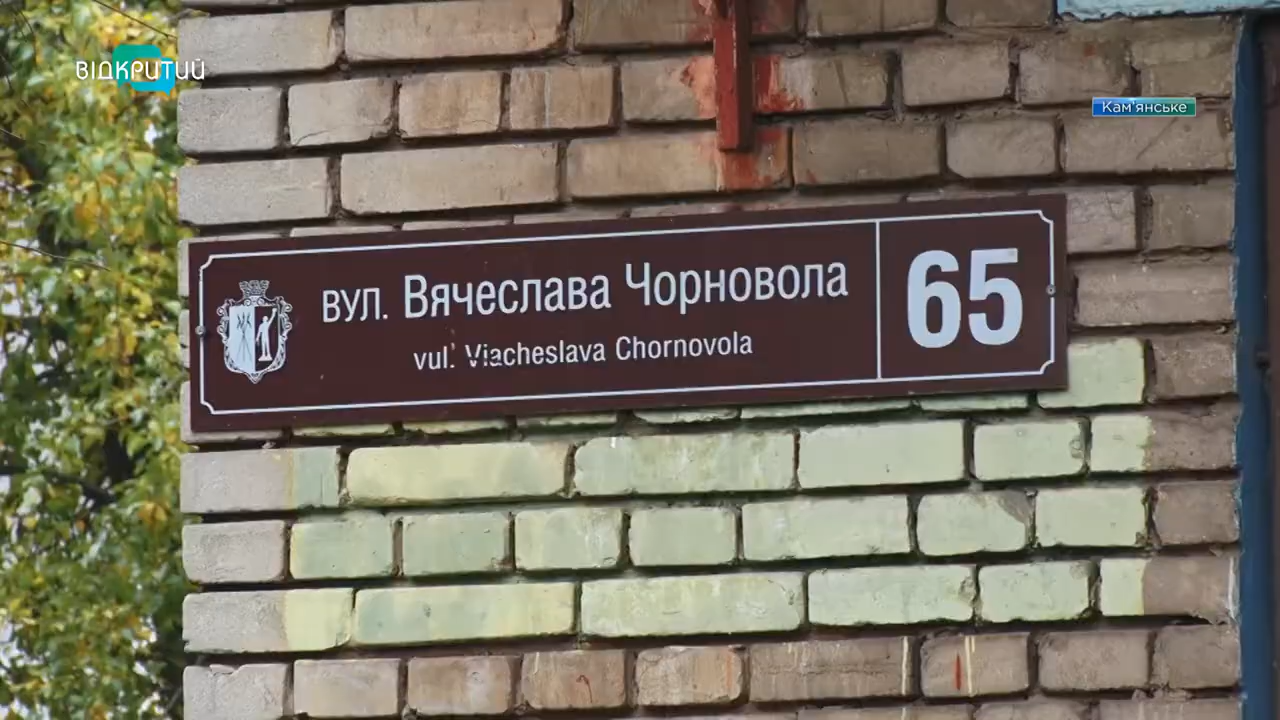 ВІДКРИТИЙ
Кам'янське
ВУЛ. Вячеслава Чорновола
vul. Viacheslava Chornovola
65